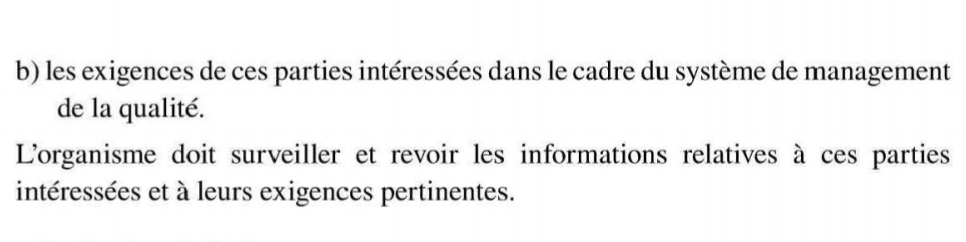 b) les exigences de ces parties intéressées dans le cadre du système de management
de la qualité.
L’organisme doit surveiller et revoir les informations relatives à ces parties
intéressées et à leurs exigences pertinentes.